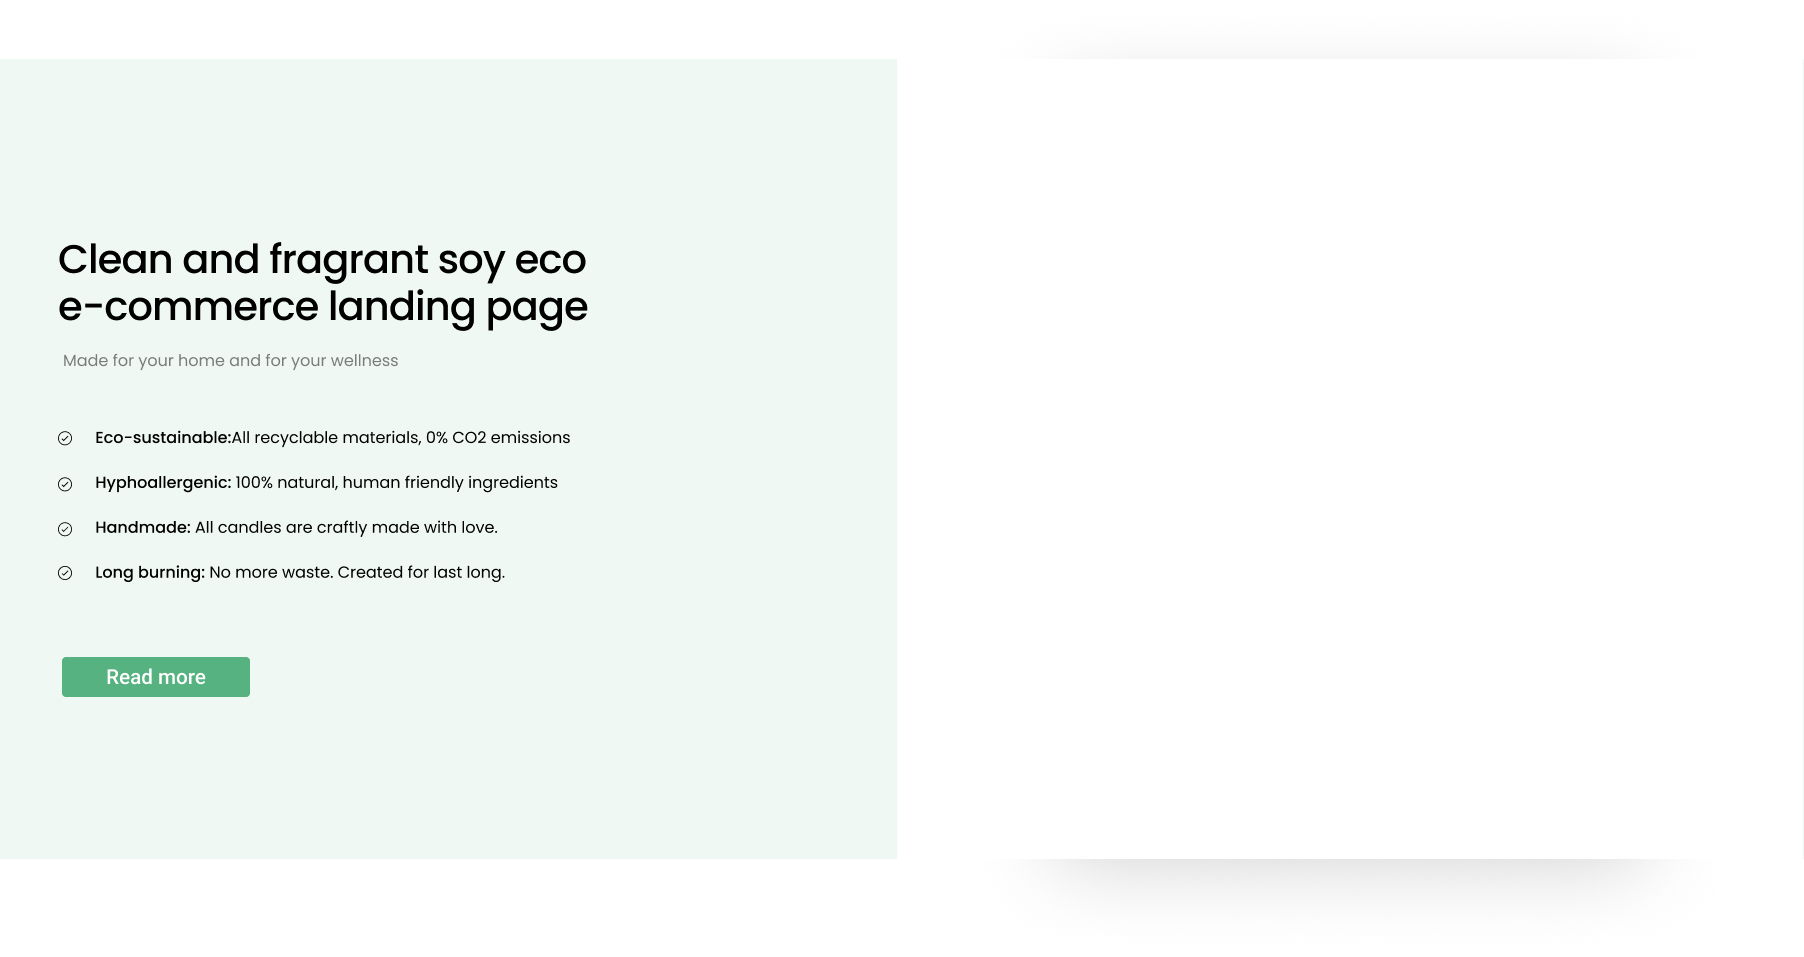 Clean and fragrant soy eco
e-commerce landing page
Made for your home and for your wellness
Eco-sustainable:All recyclable materials, 0% CO2 emissions
Hyphoallergenic: 100% natural, human friendly ingredients
Handmade: All candles are craftly made with love.
Long burning: No more waste. Created for last long.
Read more